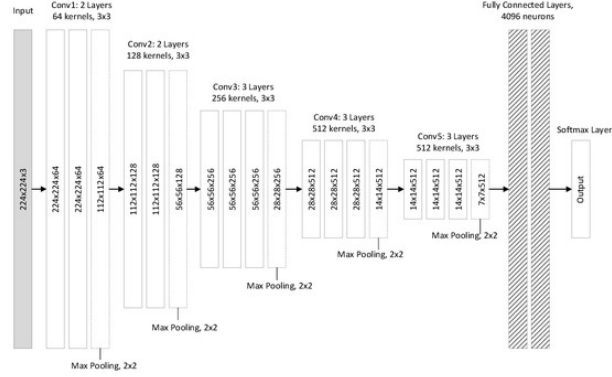 Input
Conv1: 2 Layers
64 kernels, 3x3
Conv2: 2 Layers
128 kernels, 3x3
Conv3: 3 Layers
256 kernels, 3x3
Conv4: 3 Layers
512 kernels, 3x3
Conv5: 3 Layers
512 kernels, 3x3
Fully Connected Layers,
4096 neurons
Softmax Layer
224x224x3
224x224x64
224x224x64
112x112x64
112x112x128
112x112x128
56x56x128
56x56x256
56x56x256
56x56x256
28x28x256
28x28x512
28x28x512
28x28x512
14x14x512
14x14x512
14x14x512
14x14x512
7x7x512
Output
Max Pooling, 2x2
Max Pooling, 2x2
Max Pooling, 2x2
Max Pooling, 2x2
Max Pooling, 2x2